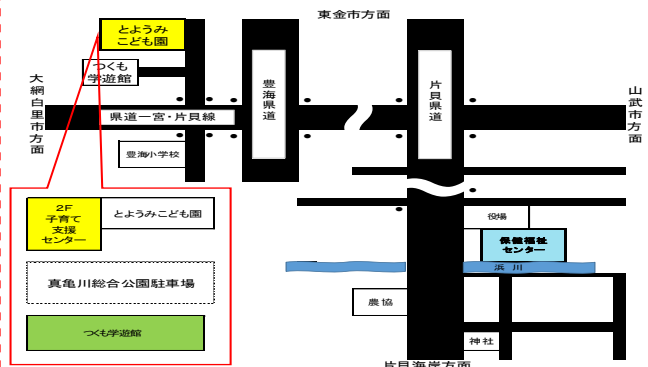 東金市方面
とようみ
こども園
つくも
学遊館
大網白里市方面
県道一宮・片貝線
豊海県道
片貝県道
山武市方面
豊海小学校
2F
子育て
支援
センター
とようみこども園
役場
保健福祉
センター
浜川
真亀川総合公園駐車場
農協
つくも学遊館
神社
片貝海岸方面